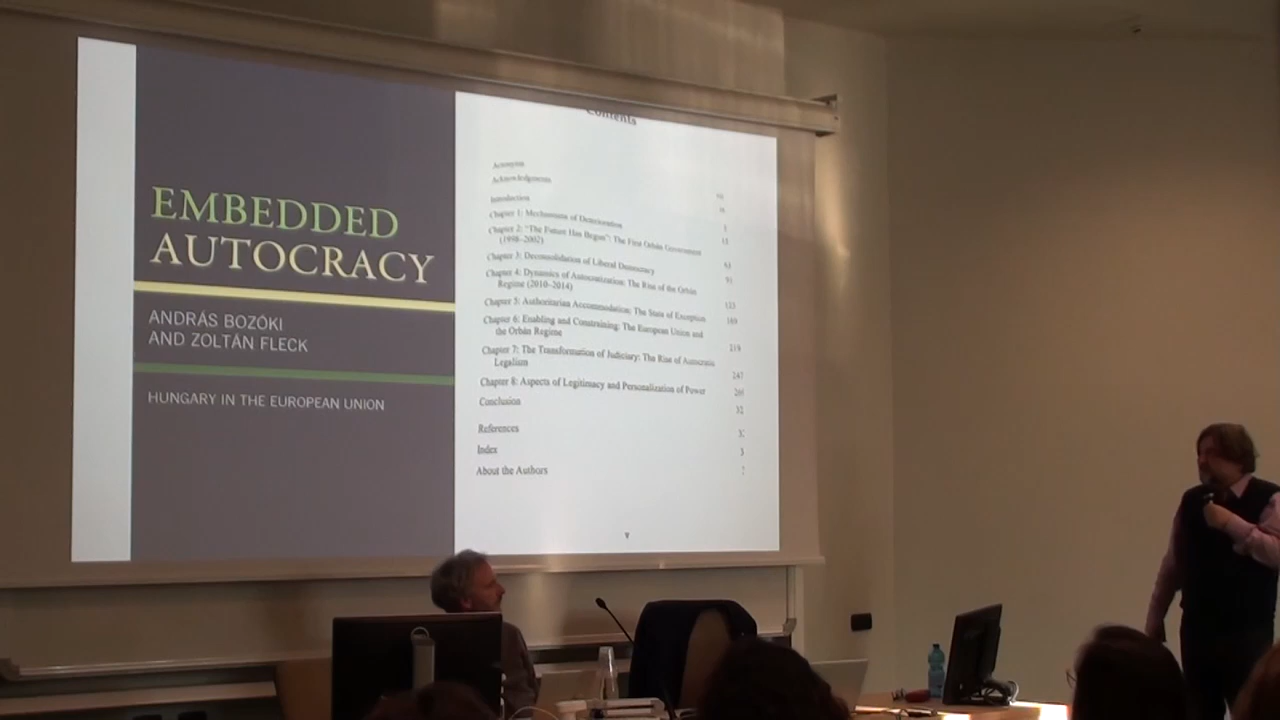 EMBEDDED
AUTOCRACY
ANDRÁS BOZÓKI
AND ZOLTÁN FLECK
HUNGARY IN THE EUROPEAN UNION
Contents
Acronyms
Acknowledgments
Introduction
Chapter 1: Mechanisms of Deterioration 1
Chapter 2: “The Future Has Begun”: The First Orbán Government
(1998–2002)
Chapter 3: Deconsolidation of Liberal Democracy
Chapter 4: Dynamics of Autocratization: The Rise of the Orbán
Regime (2010–2014)
Chapter 5: Authoritarian Accommodation: The State of Exception
Chapter 6: Enabling and Constraining: The European Union and
the Orbán Regime
Chapter 7: The Transformation of Judiciary: The Rise of Autocratic
Legalism
Chapter 8: Aspects of Legitimacy and Personalization of Power
Conclusion
References
Index
About the Authors
v